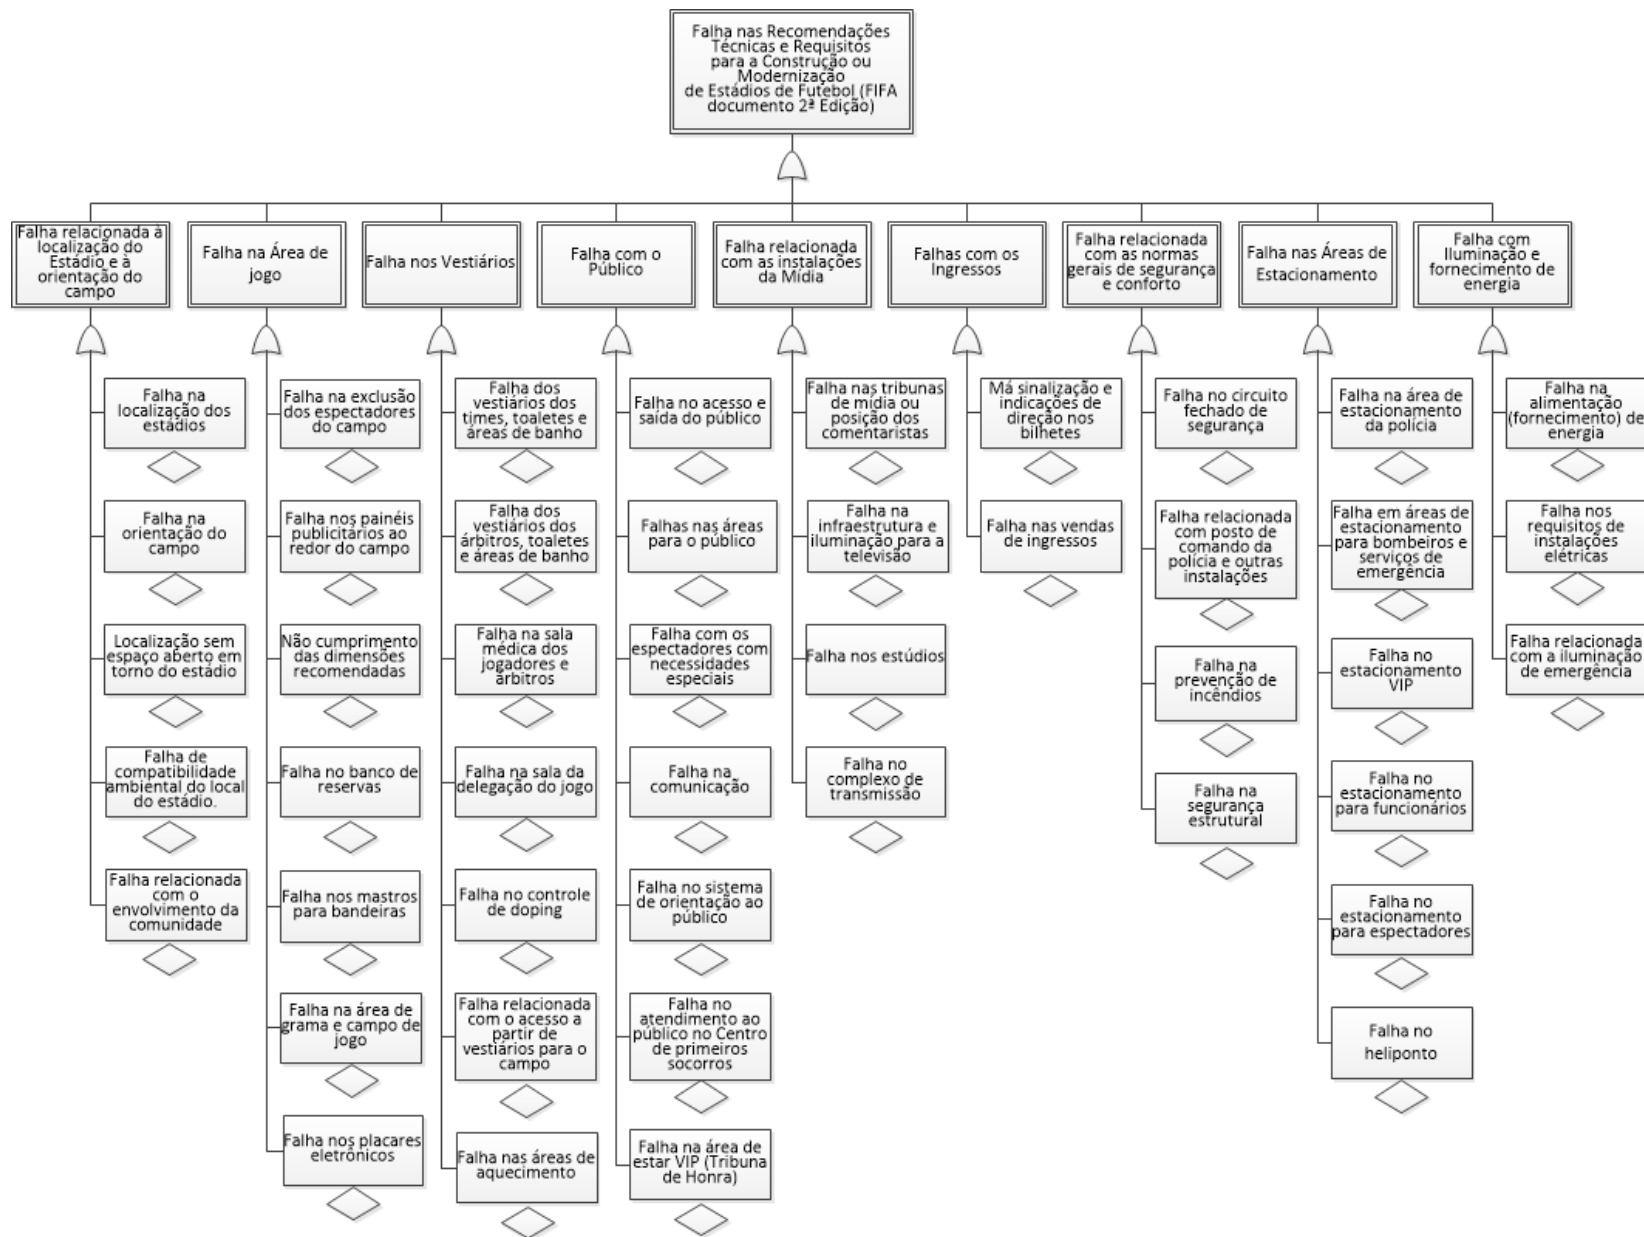 Falha nas Recomendações
Técnicas e Requisitos
para a Construção ou
Modernização
de Estádios de Futebol (FIFA
documento 2ª Edição)
Falha relacionada à
localização do
Estádio e à
orientação do
campo
Falha na Área de
jogo
Falha nos Vestiários
Falha com o
Público
Falha relacionada
com as instalações
da Mídia
Falhas com os
Ingressos
Falha relacionada
com as normas
gerais de segurança
e conforto
Falha nas Áreas de
Estacionamento
Falha com
Iluminação e
fornecimento de
energia
Falha na
localização dos
estádios
Falha na
orientação do
campo
Localização sem
espaço aberto em
torno do estádio
Falha de
compatibilidade
ambiental do local
do estádio.
Falha relacionada
com o
envolvimento da
comunidade
Falha na exclusão
dos espectadores
do campo
Falha nos painéis
publicitários ao
redor do campo
Não cumprimento
das dimensões
recomendadas
Falha no banco de
reservas
Falha nos mastros
para bandeiras
Falha na área de
grama e campo de
jogo
Falha nos placares
eletrônicos
Falha dos
vestiários dos
times, toaletes e
áreas de banho
Falha dos
vestiários dos
árbitros, toaletes
e áreas de banho
Falha na sala
médica dos
jogadores e
árbitros
Falha na sala da
delegação do jogo
Falha no controle
de doping
Falha relacionada
com o acesso a
partir de
vestiários para o
campo
Falha nas áreas de
aquecimento
Falha no acesso e
saída do público
Falhas nas áreas
para o público
Falha com os
espectadores com
necessidades
especiais
Falha na
comunicação
Falha no sistema
de orientação ao
público
Falha no
atendimento ao
público no Centro
de primeiros
socorros
Falha na área de
estar VIP (Tribuna
de Honra)
Falha nas tribunas
de mídia ou
posição dos
comentaristas
Falha na
infraestrutura e
iluminação para a
televisão
Falha nos estúdios
Falha no
complexo de
transmissão
Má sinalização e
indicações de
direção nos
bilhetes
Falha nas vendas
de ingressos
Falha no circuito
fechado de
segurança
Falha relacionada
com posto de
comando da
polícia e outras
instalações
Falha na
prevenção de
incêndios
Falha na
segurança
estrutural
Falha na área de
estacionamento
da polícia
Falha em áreas de
estacionamento
para bombeiros e
serviços de
emergência
Falha no
estacionamento
VIP
Falha no
estacionamento
para funcionários
Falha no
estacionamento
para espectadores
Falha no
heliponto
Falha na
alimentação
(fornecimento) de
energia
Falha nos
requisitos de
instalações
elétricas
Falha relacionada
com a iluminação
de emergência